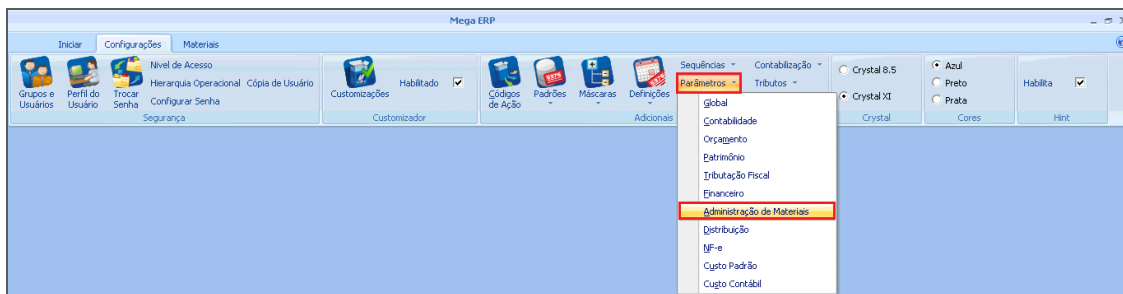 Mega ERP
Iniciar Configurações Materiais
Grupos e Usuários
Perfil do Usuário
Trocar Senha
Nivel de Acesso
Hierarquia Operacional Cópia de Usuário
Configurar Senha
Segurança
Customizações
Habilitado
Customizador
Códigos de Ação
Padrões
Máscaras
Definições
Sequências
Contabilização
Parâmetros
Tributos
Adicionais
Crystal 8.5
Crystal XI
Crystal
Azul
Preto
Prata
Cores
Habilita
Hint
Global
Contabilidade
Orçamento
Patrimônio
Tributação Fiscal
Financeiro
Administração de Materiais
Distribuição
NF-e
Custo Padrão
Custo Contábil